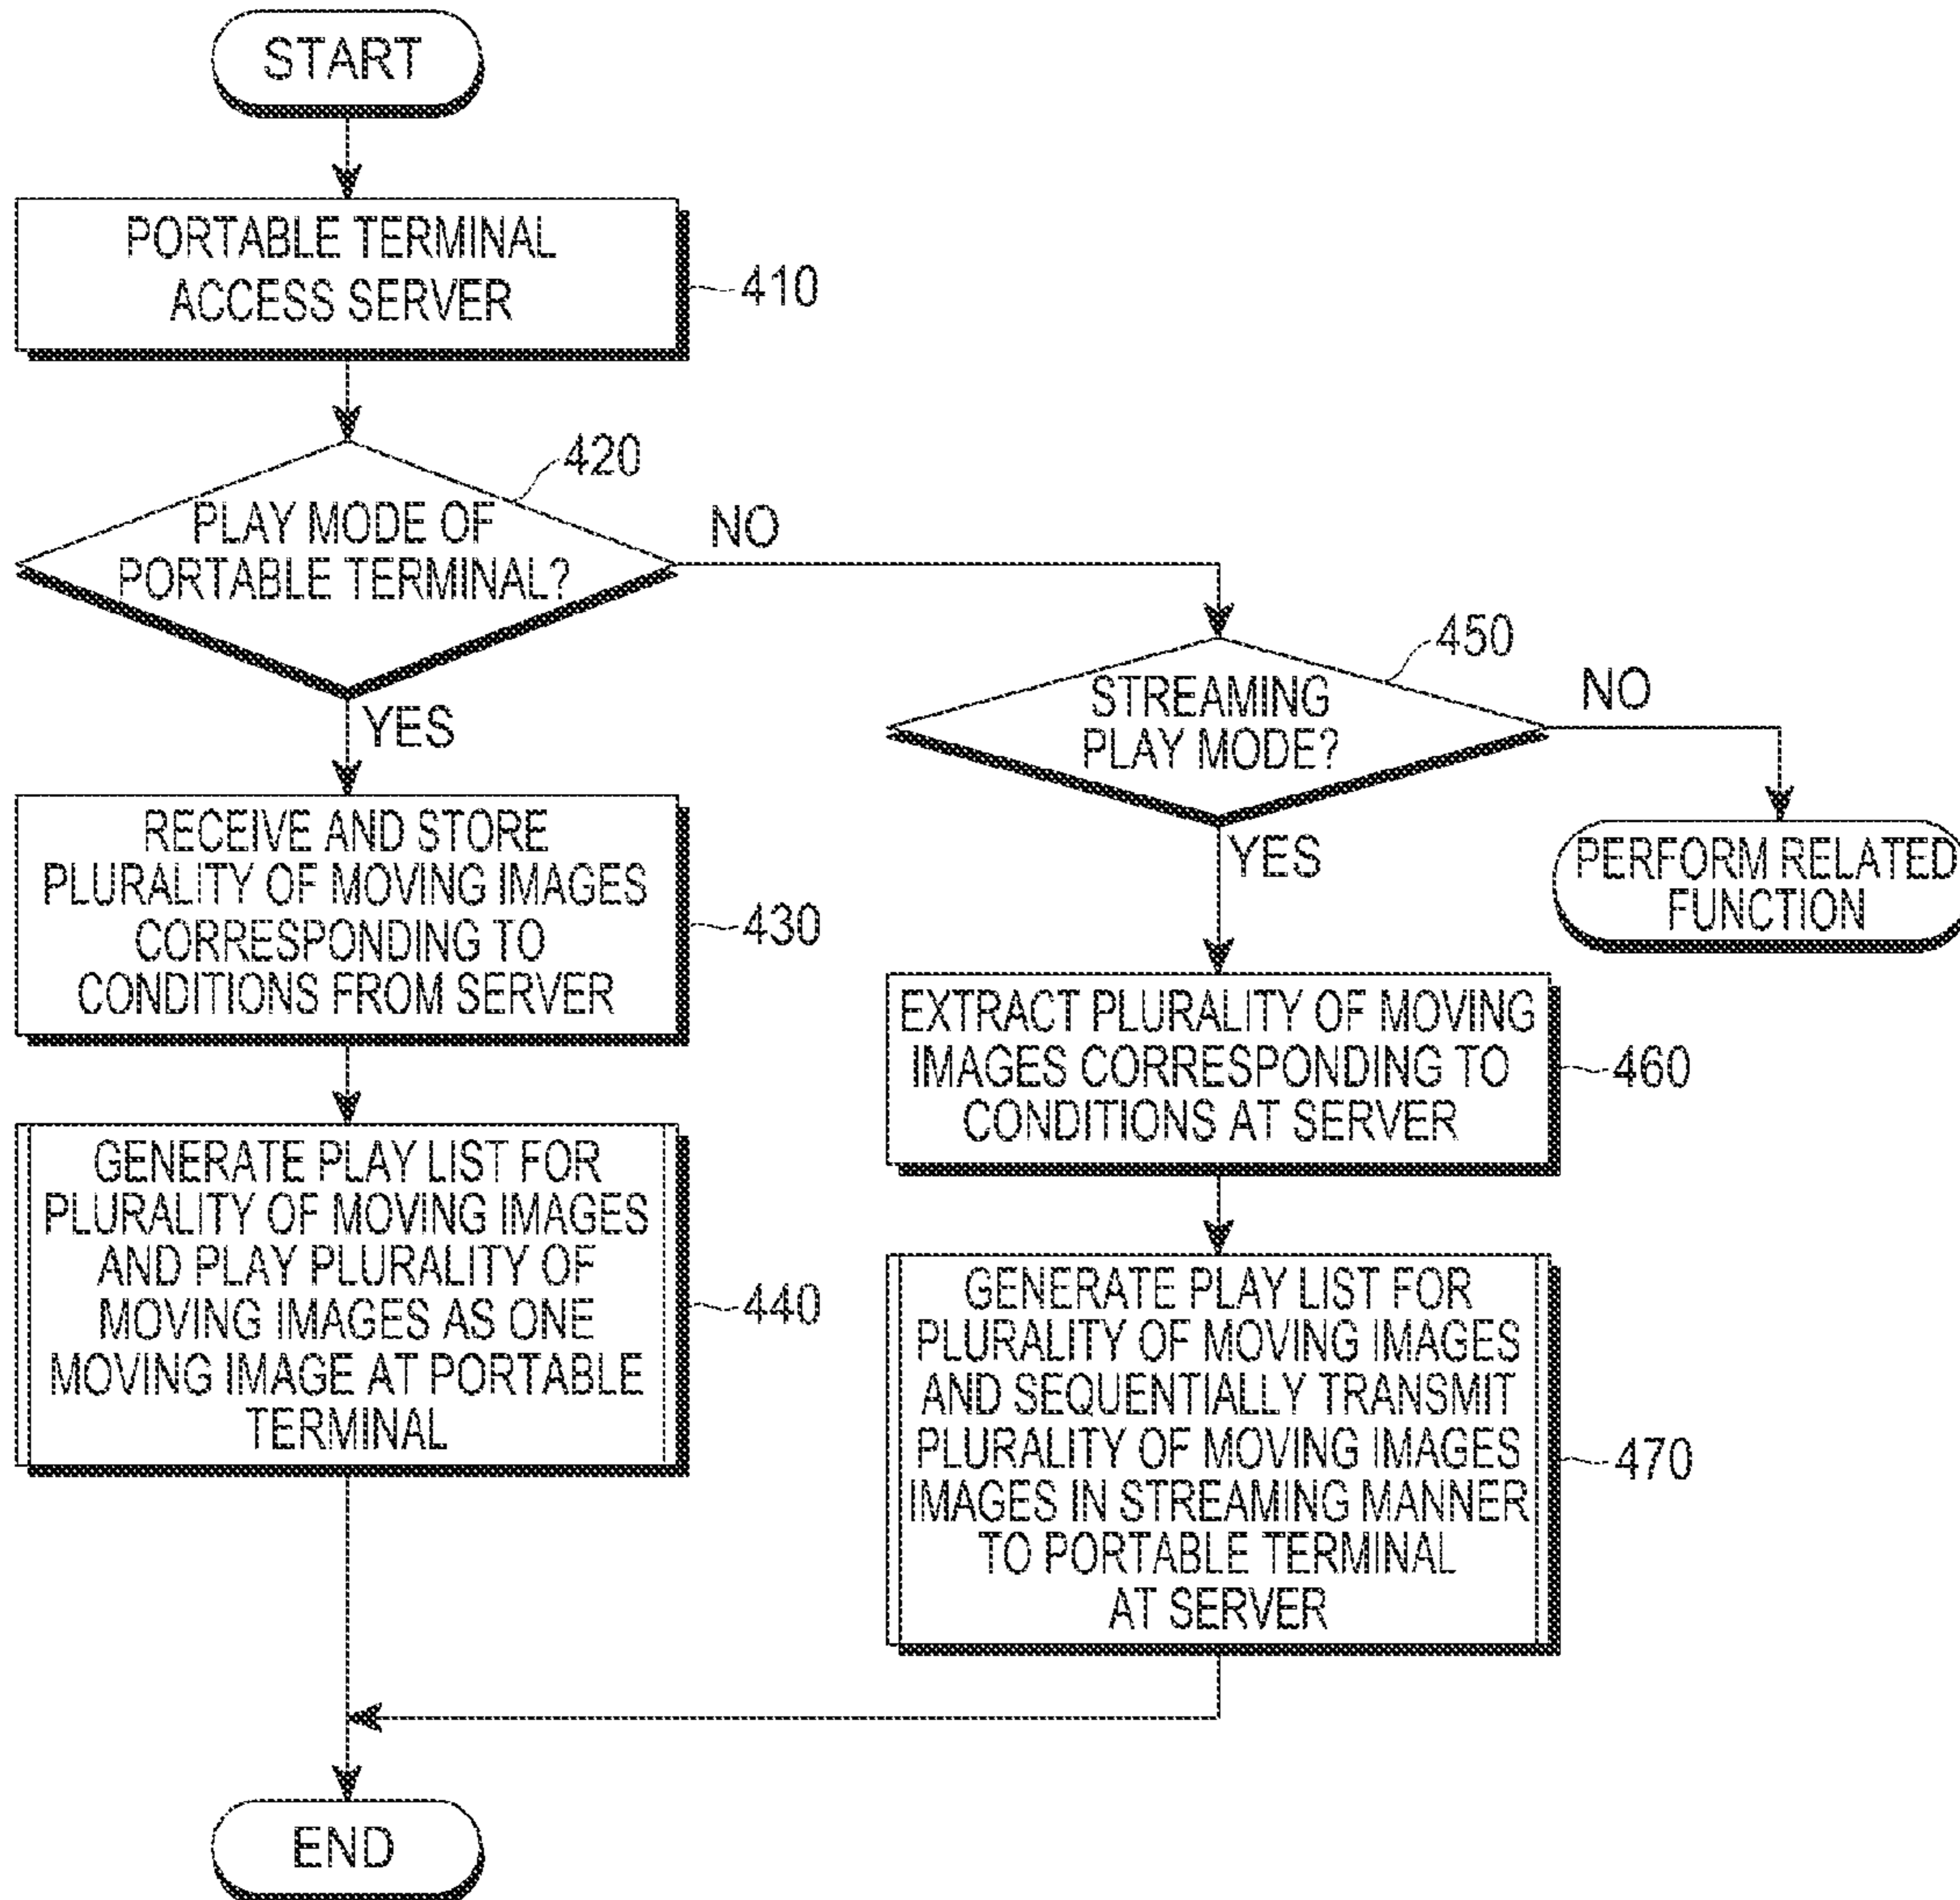 START
PORTABLE TERMINAL
ACCESS SERVER
410
420
PLAY MODE OF
PORTABLE TERMINAL?
NO
YES
450
STREAMING
PLAY MODE?
NO
YES
RECEIVE AND STORE
PLURALITY OF MOVING IMAGES
CORRESPONDING TO
CONDITIONS FROM SERVER
430
PERFORM RELATED
FUNCTION
EXTRACT PLURALITY OF MOVING
IMAGES CORRESPONDING TO
CONDITIONS AT SERVER
460
GENERATE PLAY LIST FOR
PLURALITY OF MOVING IMAGES
AND PLAY PLURALITY OF
MOVING IMAGES AS ONE
MOVING IMAGE AT PORTABLE
TERMINAL
440
GENERATE PLAY LIST FOR
PLURALITY OF MOVING IMAGES
AND SEQUENTIALLY TRANSMIT
PLURALITY OF MOVING IMAGES
IMAGES IN STREAMING MANNER
TO PORTABLE TERMINAL
AT SERVER
470
END